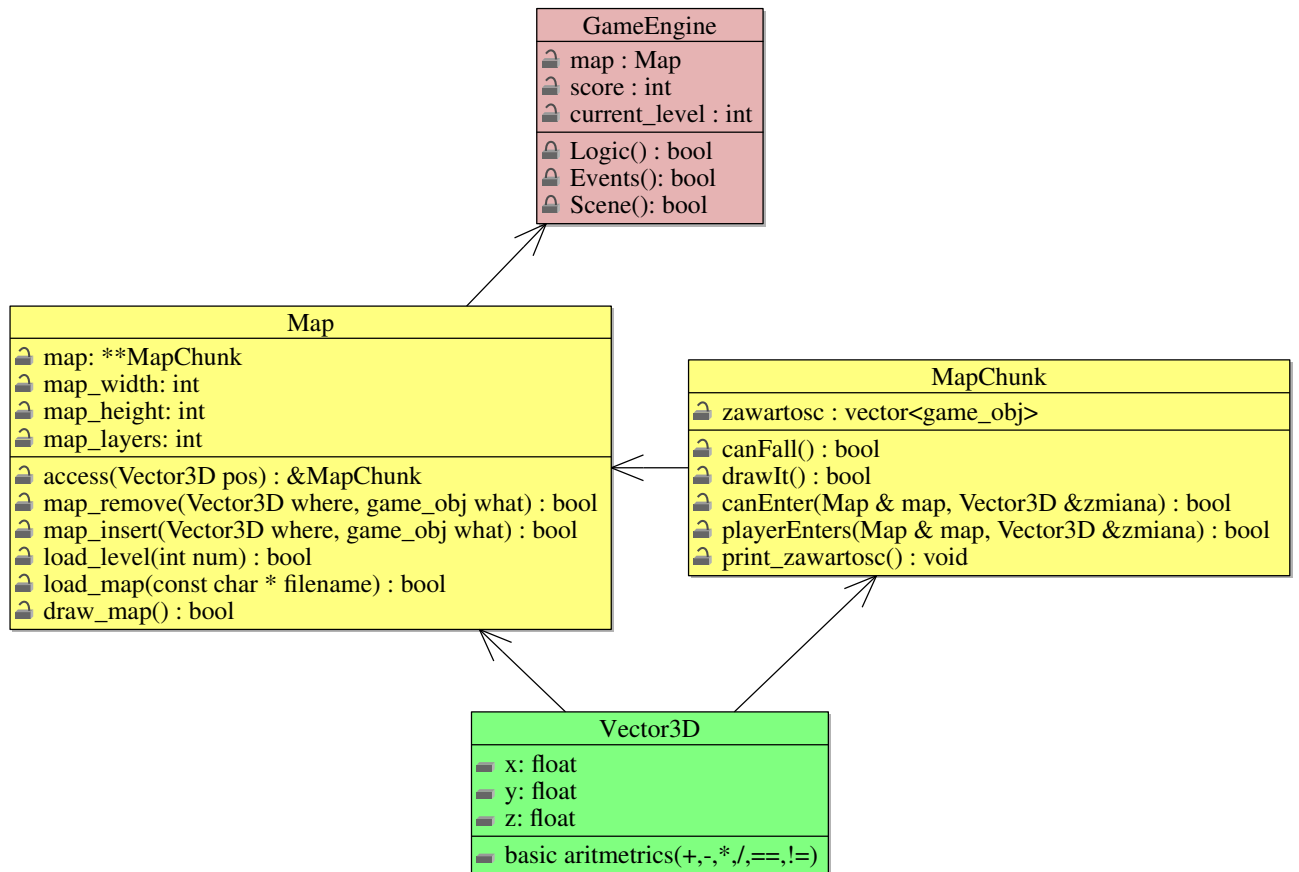 GameEngine
map : Map
score : int
current_level : int
Logic() : bool
Events(): bool
Scene(): bool
Map
map: **MapChunk
map_width: int
map_height: int
map_layers: int
access(Vector3D pos) : &MapChunk
map_remove(Vector3D where, game_obj what) : bool
map_insert(Vector3D where, game_obj what) : bool
load_level(int num) : bool
load_map(const char * filename) : bool
draw_map() : bool
MapChunk
zawartosc : vector<game_obj>
canFall() : bool
drawIt() : bool
canEnter(Map & map, Vector3D &zmiana) : bool
playerEnters(Map & map, Vector3D &zmiana) : bool
print_zawartosc() : void
Vector3D
x: float
y: float
z: float
basic aritmetrics(+,-,*,/,==,!=)